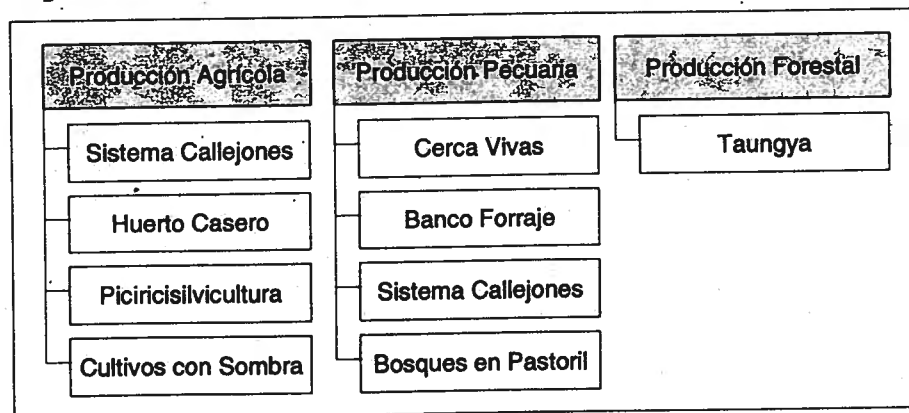 Producción Agrícola
Sistema Callejones
Huerto Casero
Piciricisilvicultura
Cultivos con Sombra
Producción Pecuaria
Cerca Vivas
Banco Forraje
Sistema Callejones
Bosques en Pastoril
Producción Forestal
Taungya